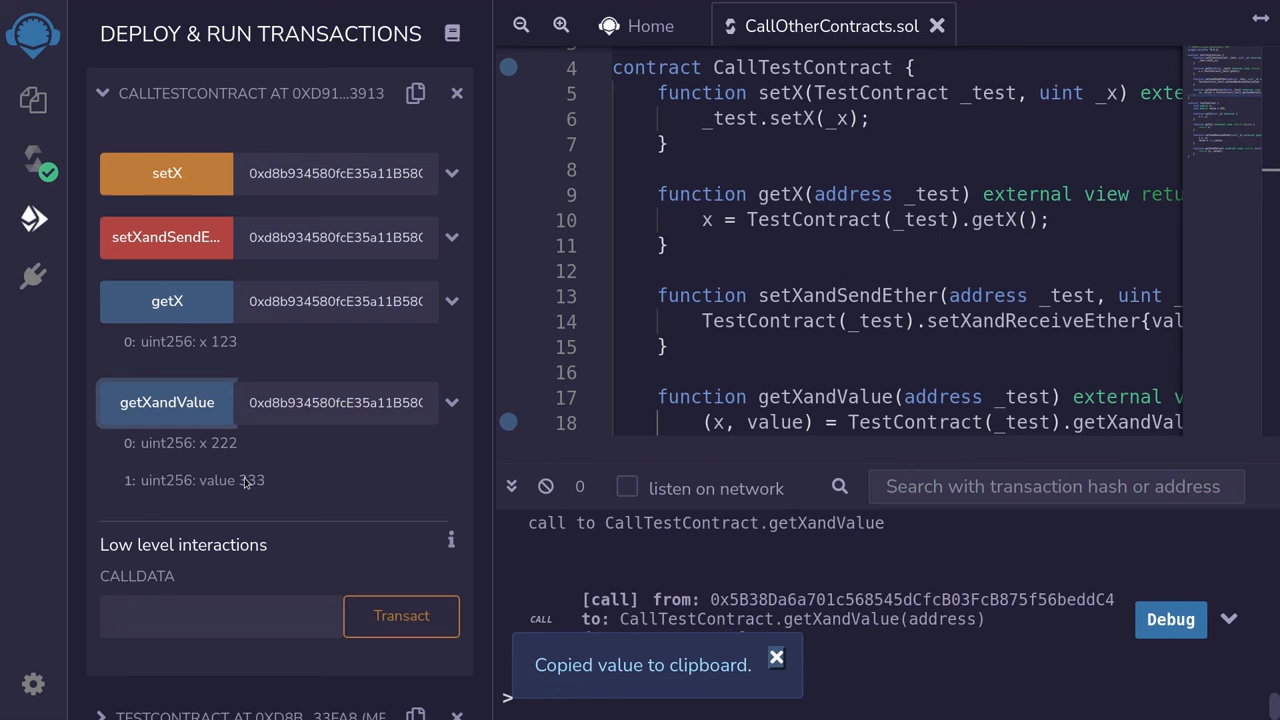 DEPLOY & RUN TRANSACTIONS
CALLTESTCONTRACT AT 0XD91...3913
setX 0xd8b934580fcE35a11B58C
setXandSendE... 0xd8b934580fcE35a11B58C
getX 0xd8b934580fcE35a11B58C
0: uint256: x 123
getXandValue 0xd8b934580fcE35a11B58C
0: uint256: x 222
1: uint256: value 333
Low level interactions
CALLDATA
Transact
TESTCONTRACT AT 0XD8B...33FA8 (ME
Home
CallOtherContracts.sol
4 contract CallTestContract {
5 function setX(TestContract _test, uint _x) exte
6 _test.setX(_x);
7 }
8
9 function getX(address _test) external view retu
10 x = TestContract(_test).getX();
11 }
12
13 function setXandSendEther(address _test, uint _
14 TestContract(_test).setXandReceiveEther{val
15 }
16
17 function getXandValue(address _test) external v
18 (x, value) = TestContract(_test).getXandVal
0 listen on network Search with transaction hash or address
call to CallTestContract.getXandValue
CALL [call] from: 0x5B38Da6a701c568545dCfcB03FcB875f56beddC4
to: CallTestContract.getXandValue(address)
Debug
Copied value to clipboard.
>